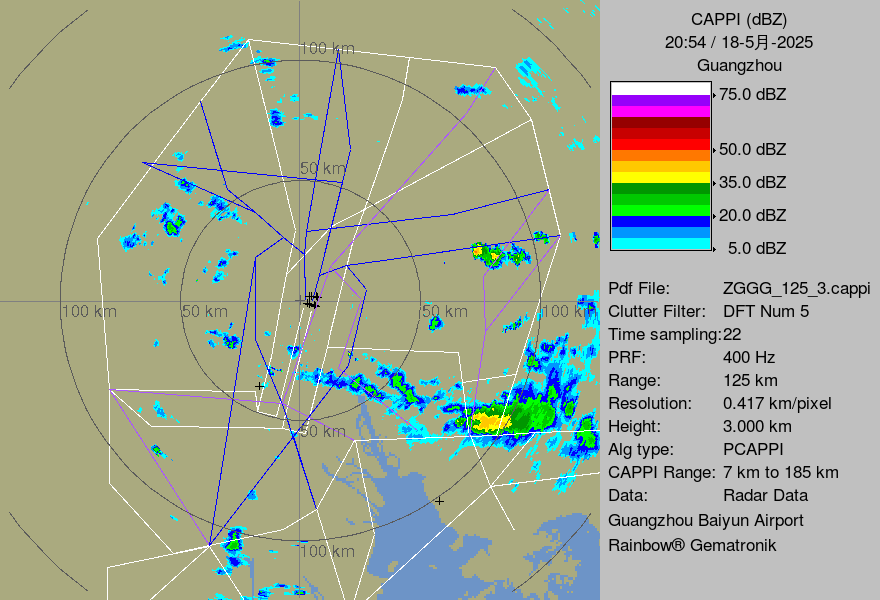 100 km
50 km
100 km
50 km
50 km
100 km
50 km
100 km
CAPPI (dBZ)
20:54 / 18-5月-2025
Guangzhou
75.0 dBZ
50.0 dBZ
35.0 dBZ
20.0 dBZ
5.0 dBZ
Pdf File: ZGGG_125_3.cappi
Clutter Filter: DFT Num 5
Time sampling:22
PRF: 400 Hz
Range: 125 km
Resolution: 0.417 km/pixel
Height: 3.000 km
Alg type: PCAPPI
CAPPI Range: 7 km to 185 km
Data: Radar Data
Guangzhou Baiyun Airport
Rainbow® Gematronik